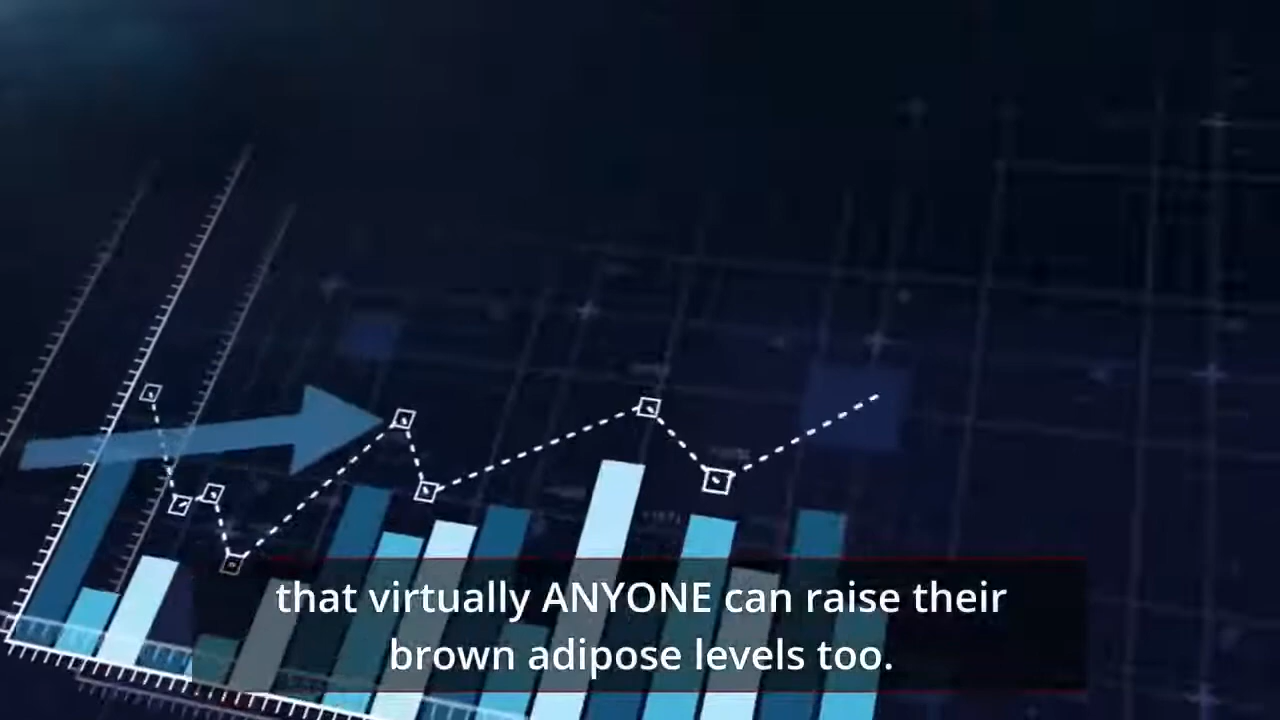 that virtually ANYONE can raise their
brown adipose levels too.